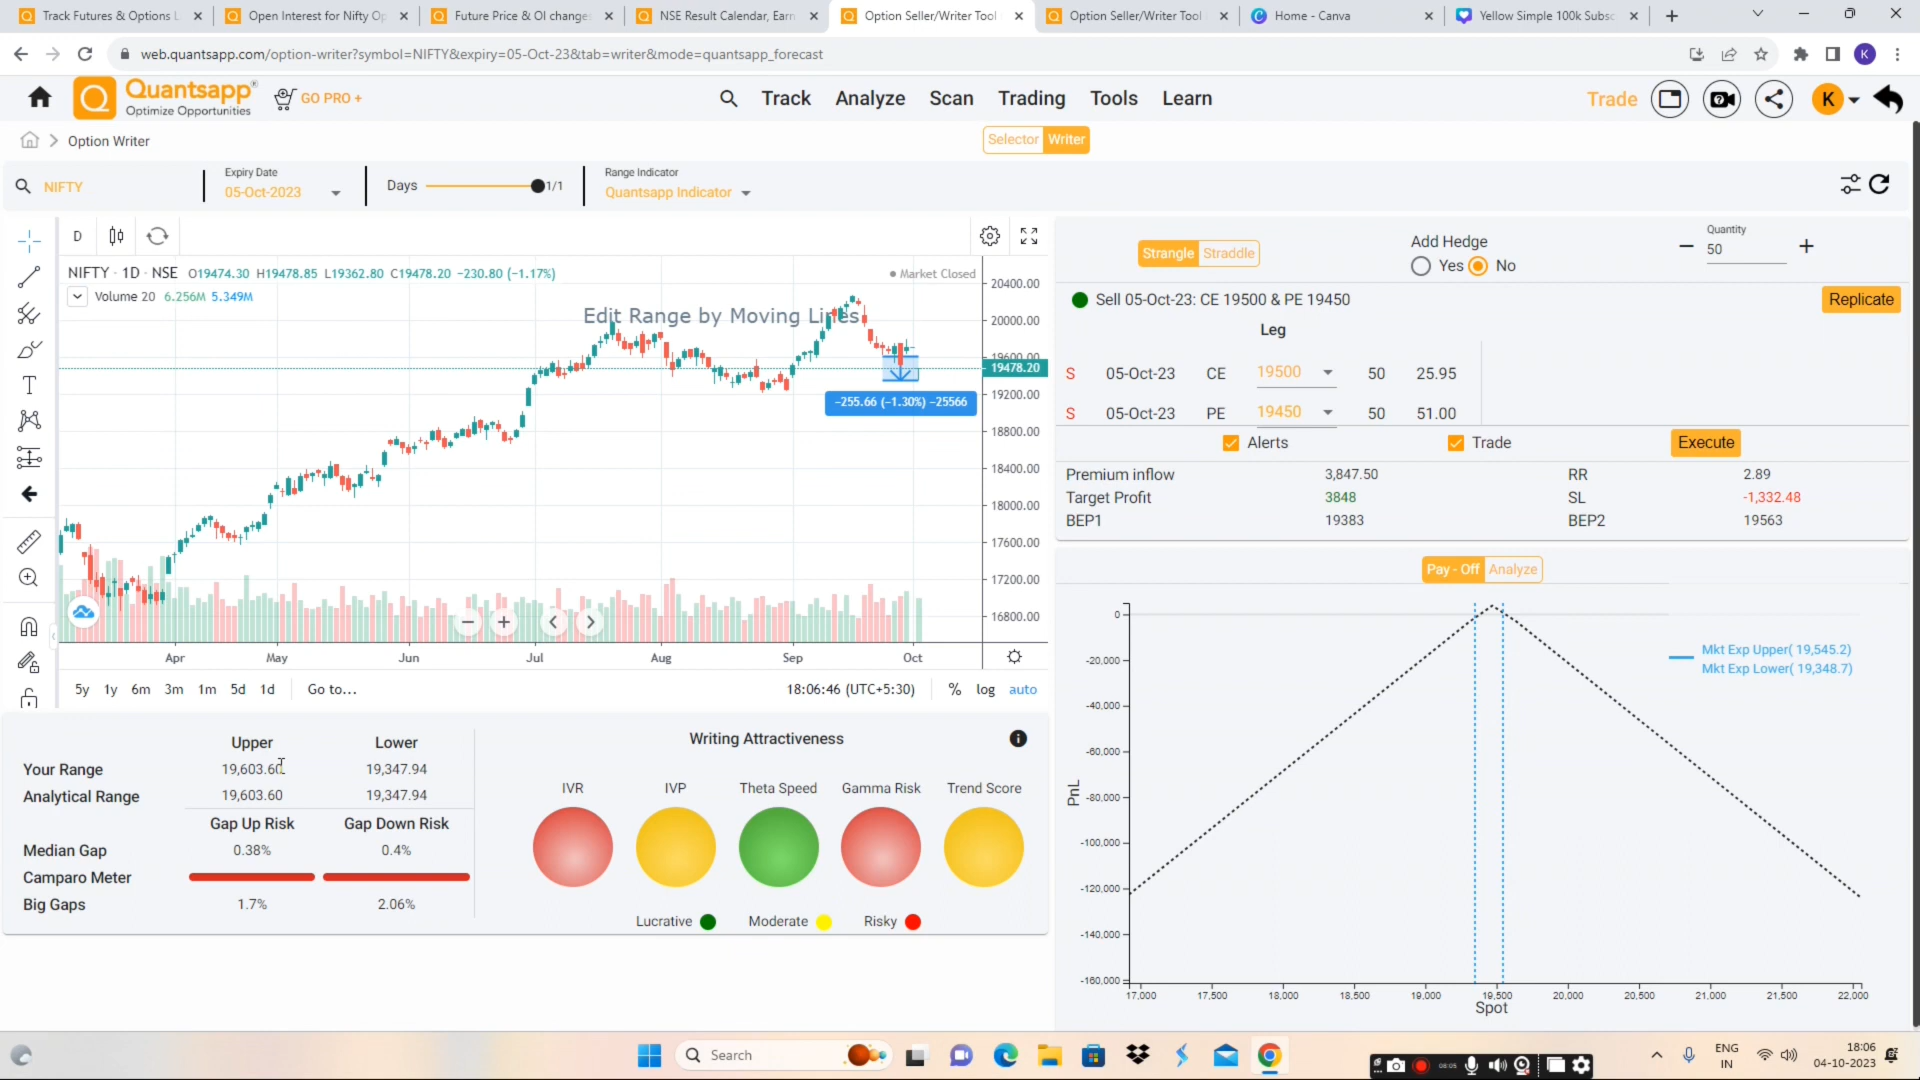 Track Futures & Options L
Open Interest for Nifty Op
Future Price & OI change
NSE Result Calendar, Earn
Option Seller/Writer Tool
Option Seller/Writer Tool
Home - Canva
Yellow Simple 100k Subsc
web.quantsapp.com/option-writer?symbol=NIFTY&expiry=05-Oct-23&tab=writer&mode=quantsapp_forecast
K
Quantsapp®
Optimize Opportunities
GO PRO +
Track
Analyze
Scan
Trading
Tools
Learn
Trade
K
Option Writer
Selector
Writer
NIFTY
Expiry Date
05-Oct-2023
Days
1/1
Range Indicator
Quantsapp Indicator
D
NIFTY · 1D · NSE O19474.30 H19478.85 L19362.80 C19478.20 −230.80 (−1.17%)
Market Closed
Volume 20 6.256M 5.349M
Edit Range by Moving Lines
−255.66 (−1.30%) −25566
20400.00
20000.00
19600.00
19478.20
19200.00
18800.00
18400.00
18000.00
17600.00
17200.00
16800.00
Apr
May
Jun
Jul
Aug
Sep
Oct
5y 1y 6m 3m 1m 5d 1d
Go to...
18:06:46 (UTC+5:30)
% log auto
Upper Lower
Your Range 19,603.60 19,347.94
Analytical Range 19,603.60 19,347.94
Gap Up Risk Gap Down Risk
Median Gap 0.38% 0.4%
Camparo Meter
Big Gaps 1.7% 2.06%
Writing Attractiveness
IVR
IVP
Theta Speed
Gamma Risk
Trend Score
Lucrative
Moderate
Risky
Strangle
Straddle
Add Hedge
Yes
No
Quantity
50
Sell 05-Oct-23: CE 19500 & PE 19450
Replicate
Leg
S 05-Oct-23 CE 19500 50 25.95
S 05-Oct-23 PE 19450 50 51.00
Alerts
Trade
Execute
Premium inflow 3,847.50 RR 2.89
Target Profit 3848 SL -1,332.48
BEP1 19383 BEP2 19563
Pay - Off
Analyze
0
-20,000
-40,000
-60,000
-80,000
-100,000
-120,000
-140,000
-160,000
PnL
Mkt Exp Upper( 19,545.2)
Mkt Exp Lower( 19,348.7)
17,000
17,500
18,000
18,500
19,000
19,500
20,000
20,500
21,000
21,500
22,000
Spot
Search
08:05
ENG
IN
18:06
04-10-2023